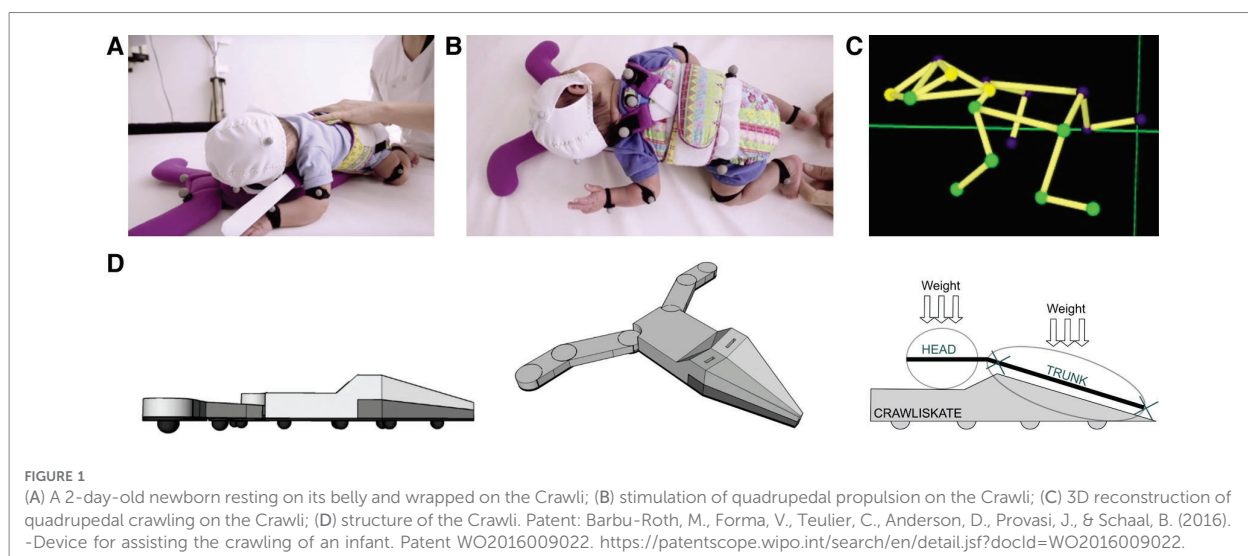 A
B
C
D
Weight
Weight
HEAD
TRUNK
CRAWLISKATE
FIGURE 1
(A) A 2-day-old newborn resting on its belly and wrapped on the Crawli; (B) stimulation of quadrupedal propulsion on the Crawli; (C) 3D reconstruction of
quadrupedal crawling on the Crawli; (D) structure of the Crawli. Patent: Barbu-Roth, M., Forma, V., Teulier, C., Anderson, D., Provasi, J., & Schaal, B. (2016).
-Device for assisting the crawling of an infant. Patent WO2016009022. https://patentscope.wipo.int/search/en/detail.jsf?docId=WO2016009022.